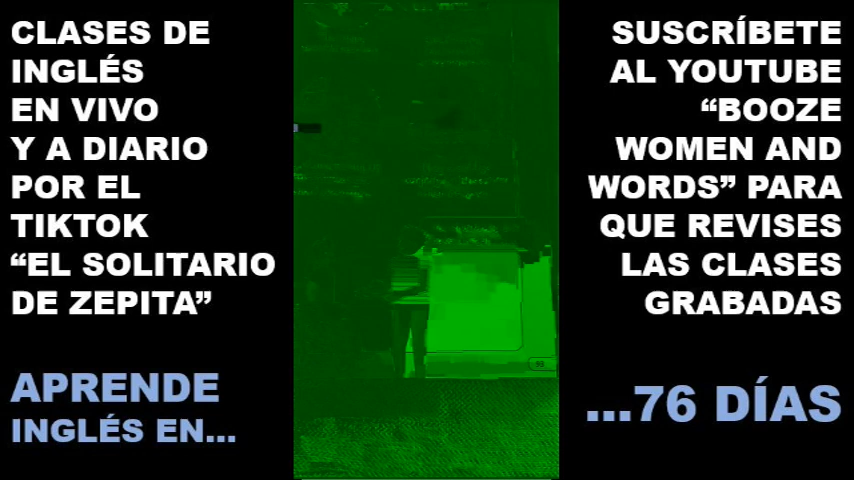 CLASES DE
INGLÉS
EN VIVO
Y A DIARIO
POR EL
TIKTOK
“EL SOLITARIO
DE ZEPITA”
APRENDE
INGLÉS EN...
SUSCRÍBETE
AL YOUTUBE
“BOOZE
WOMEN AND
WORDS” PARA
QUE REVISES
LAS CLASES
GRABADAS
...76 DÍAS